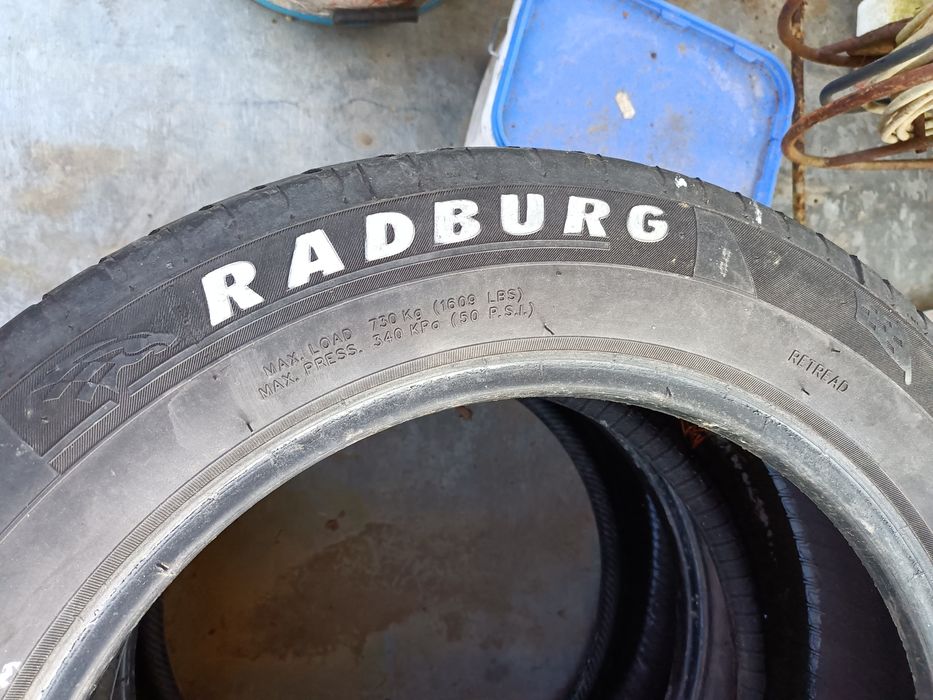 RADBURG
MAX. LOAD 730 Kg (1609 LBS)
MAX. PRESS. 340 KPa (50 P.S.I.)
RETREAD